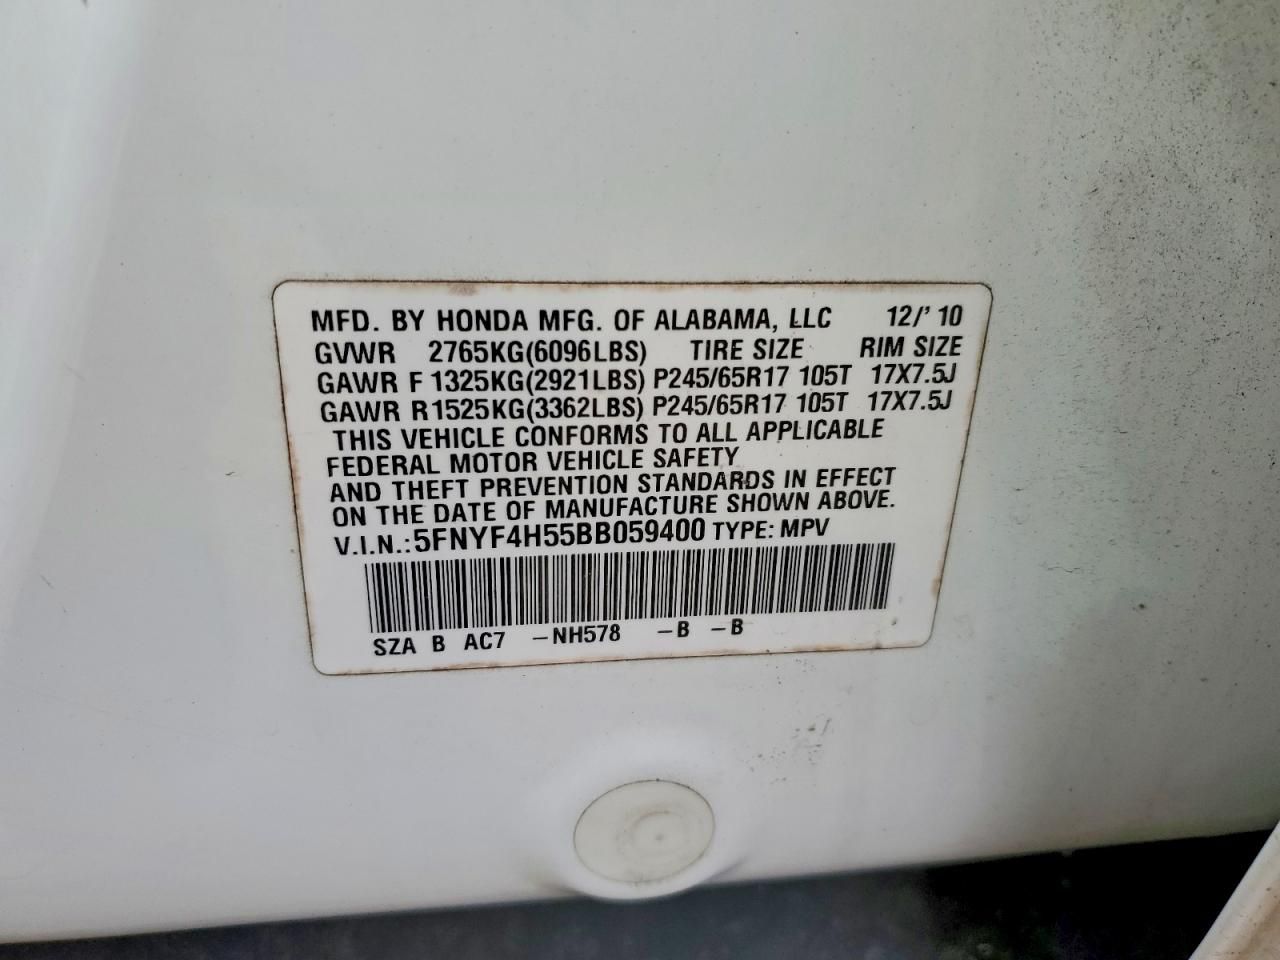 MFD. BY HONDA MFG. OF ALABAMA, LLC 12/' 10
GVWR 2765KG(6096LBS) TIRE SIZE RIM SIZE
GAWR F 1325KG(2921LBS) P245/65R17 105T 17X7.5J
GAWR R1525KG(3362LBS) P245/65R17 105T 17X7.5J
THIS VEHICLE CONFORMS TO ALL APPLICABLE
FEDERAL MOTOR VEHICLE SAFETY
AND THEFT PREVENTION STANDARDS IN EFFECT
ON THE DATE OF MANUFACTURE SHOWN ABOVE.
V.I.N.:5FNYF4H55BB059400 TYPE: MPV
SZA B AC7 -NH578 -B -B